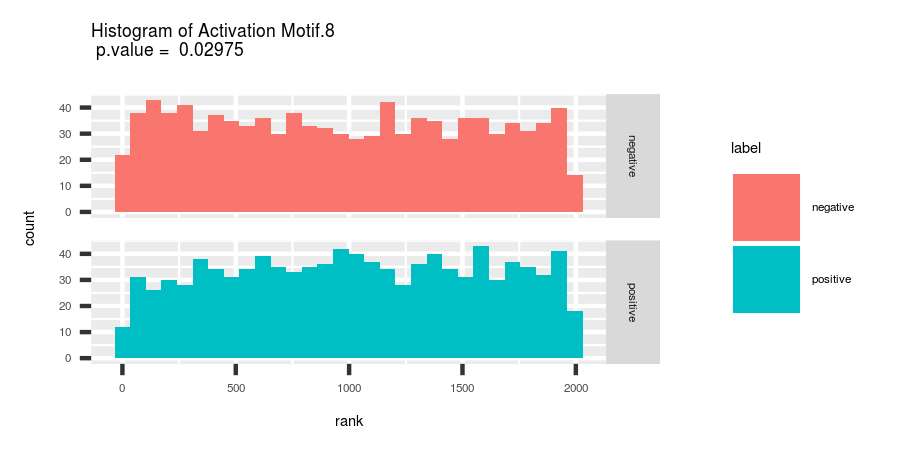 Histogram of Activation Motif.8
p.value =  0.02975
count
40
30
20
10
0
negative
40
30
20
10
0
positive
0 500 1000 1500 2000
rank
label
negative
positive